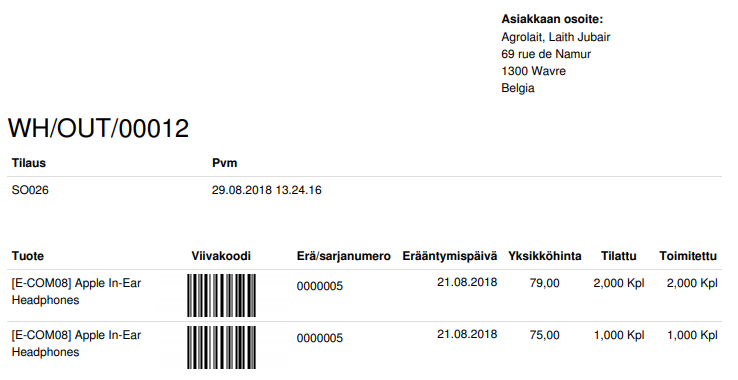 Asiakkaan osoite:
Agrolait, Laith Jubair
69 rue de Namur
1300 Wavre
Belgia
WH/OUT/00012
Tilaus Pvm
SO026 29.08.2018 13.24.16
Tuote Viivakoodi Erä/sarjanumero Erääntymispäivä Yksikköhinta Tilattu Toimitettu
[E-COM08] Apple In-Ear 0000005 21.08.2018 79,00 2,000 Kpl 2,000 Kpl
Headphones
[E-COM08] Apple In-Ear 0000005 21.08.2018 75,00 1,000 Kpl 1,000 Kpl
Headphones